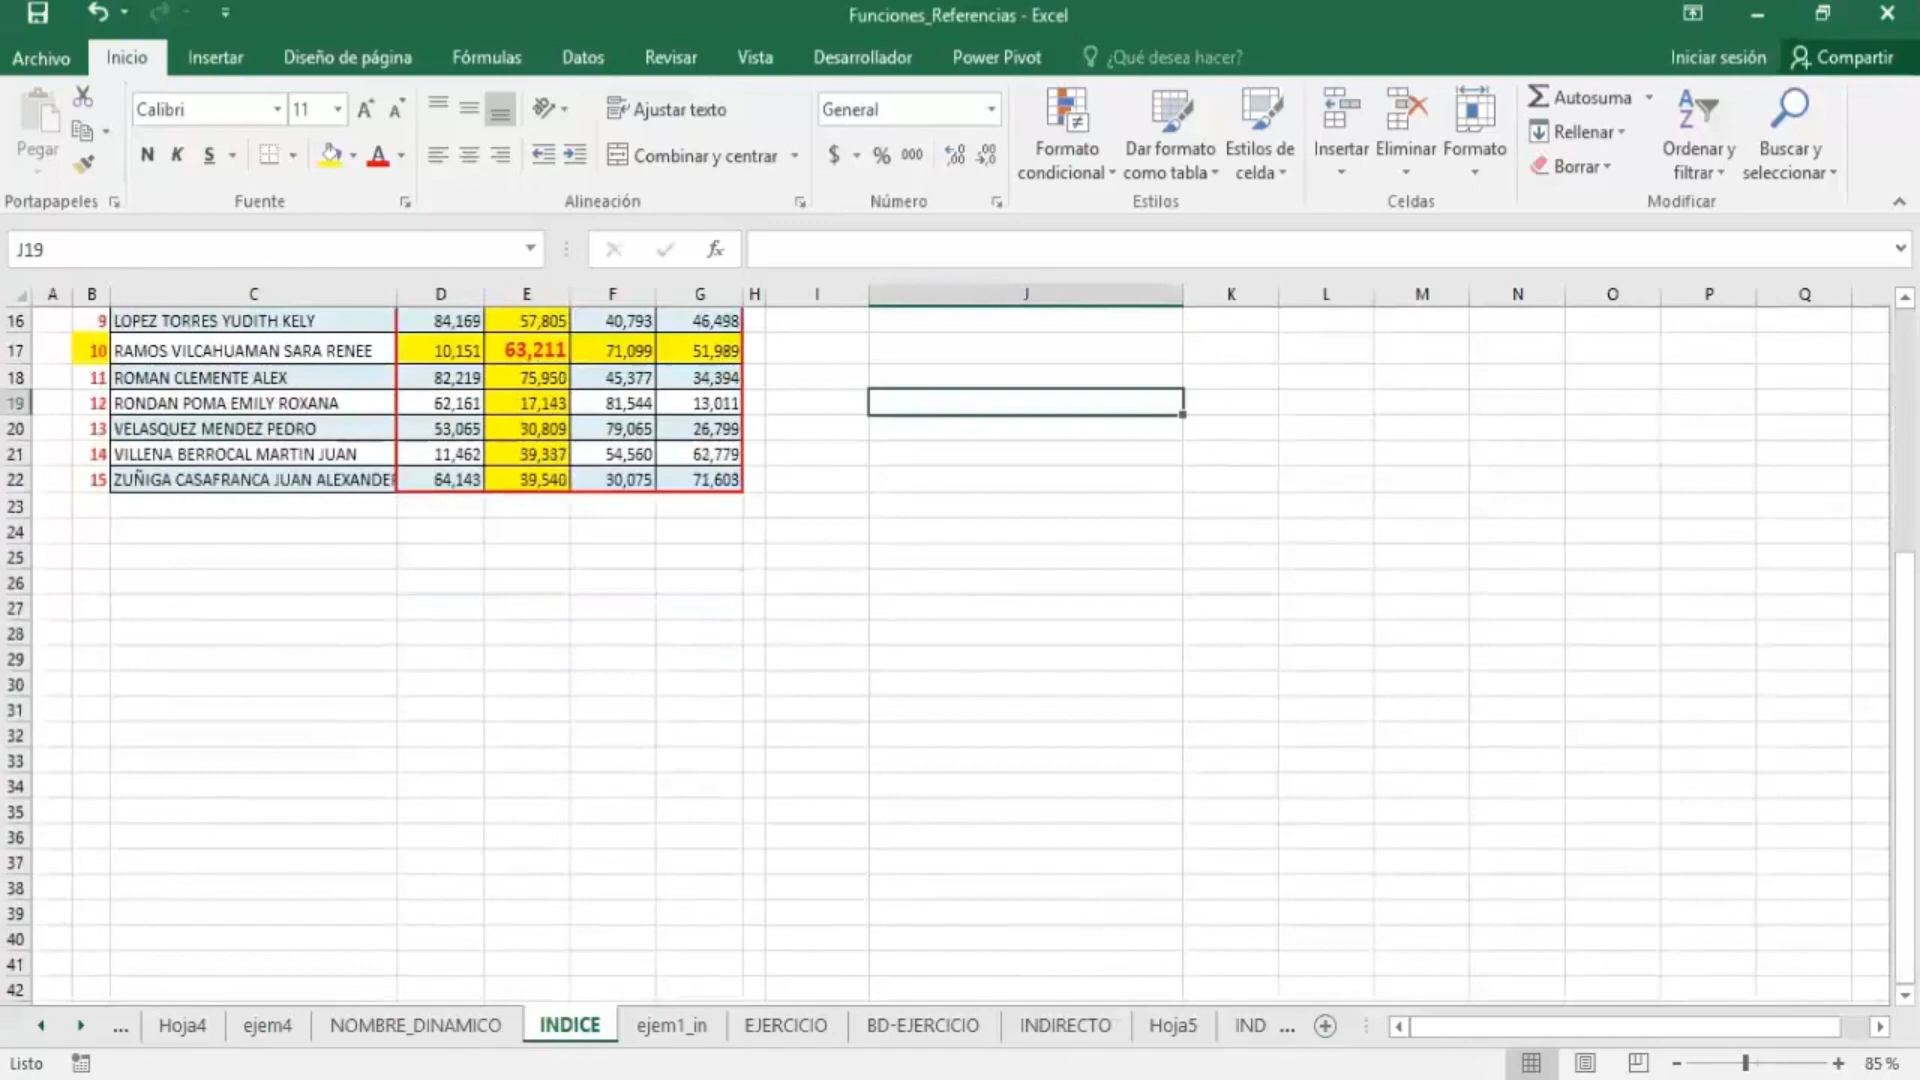 Funciones_Referencias - Excel
Archivo Inicio Insertar Diseño de página Fórmulas Datos Revisar Vista Desarrollador Power Pivot ¿Qué desea hacer? Iniciar sesión Compartir
Pegar
Calibri 11
N K S
Ajustar texto
Combinar y centrar
General
$ % 000
Formato condicional
Dar formato como tabla
Estilos de celda
Insertar Eliminar Formato
Autosuma
Rellenar
Borrar
Ordenar y filtrar
Buscar y seleccionar
Portapapeles Fuente Alineación Número Estilos Celdas Modificar
J19 fx
A B C D E F G H I J K L M N O P Q
16 9 LOPEZ TORRES YUDITH KELY 84,169 57,805 40,793 46,498
17 10 RAMOS VILCAHUAMAN SARA RENEE 10,151 63,211 71,099 51,989
18 11 ROMAN CLEMENTE ALEX 82,219 75,950 45,377 34,394
19 12 RONDAN POMA EMILY ROXANA 62,161 17,143 81,544 13,011
20 13 VELASQUEZ MENDEZ PEDRO 53,065 30,809 79,065 26,799
21 14 VILLENA BERROCAL MARTIN JUAN 11,462 39,337 54,560 62,779
22 15 ZUÑIGA CASAFRANCA JUAN ALEXANDER 64,143 39,540 30,075 71,603
23
24
25
26
27
28
29
30
31
32
33
34
35
36
37
38
39
40
41
42
... Hoja4 ejem4 NOMBRE_DINAMICO INDICE ejem1_in EJERCICIO BD-EJERCICIO INDIRECTO Hoja5 IND ...
Listo 85 %